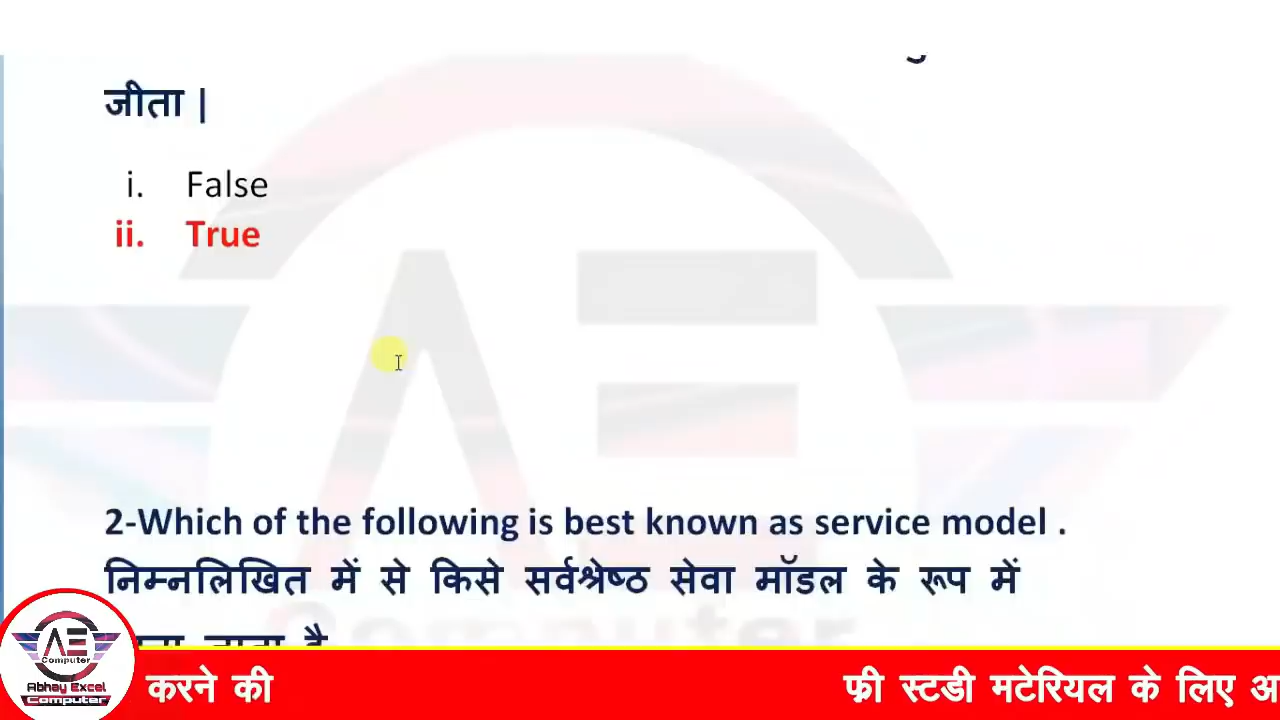 जीता |
i. False
ii. True
2-Which of the following is best known as service model .
निम्नलिखित में से किसे सर्वश्रेष्ठ सेवा मॉडल के रूप में
है
Computer
AE
Computer
Abhay Excel
Computer
करने की फ्री स्टडी मटेरियल के लिए